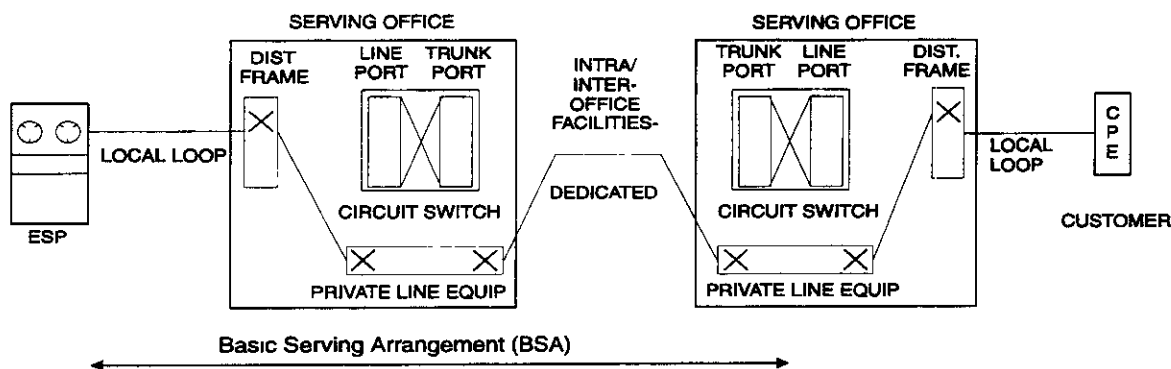 SERVING OFFICE
DIST
FRAME
LINE
PORT
TRUNK
PORT
CIRCUIT SWITCH
PRIVATE LINE EQUIP
ESP
LOCAL LOOP
INTRA/
INTER-
OFFICE
FACILITIES-
DEDICATED
SERVING OFFICE
TRUNK
PORT
LINE
PORT
DIST.
FRAME
CIRCUIT SWITCH
PRIVATE LINE EQUIP
LOCAL
LOOP
C
P
E
CUSTOMER
Basic Serving Arrangement (BSA)